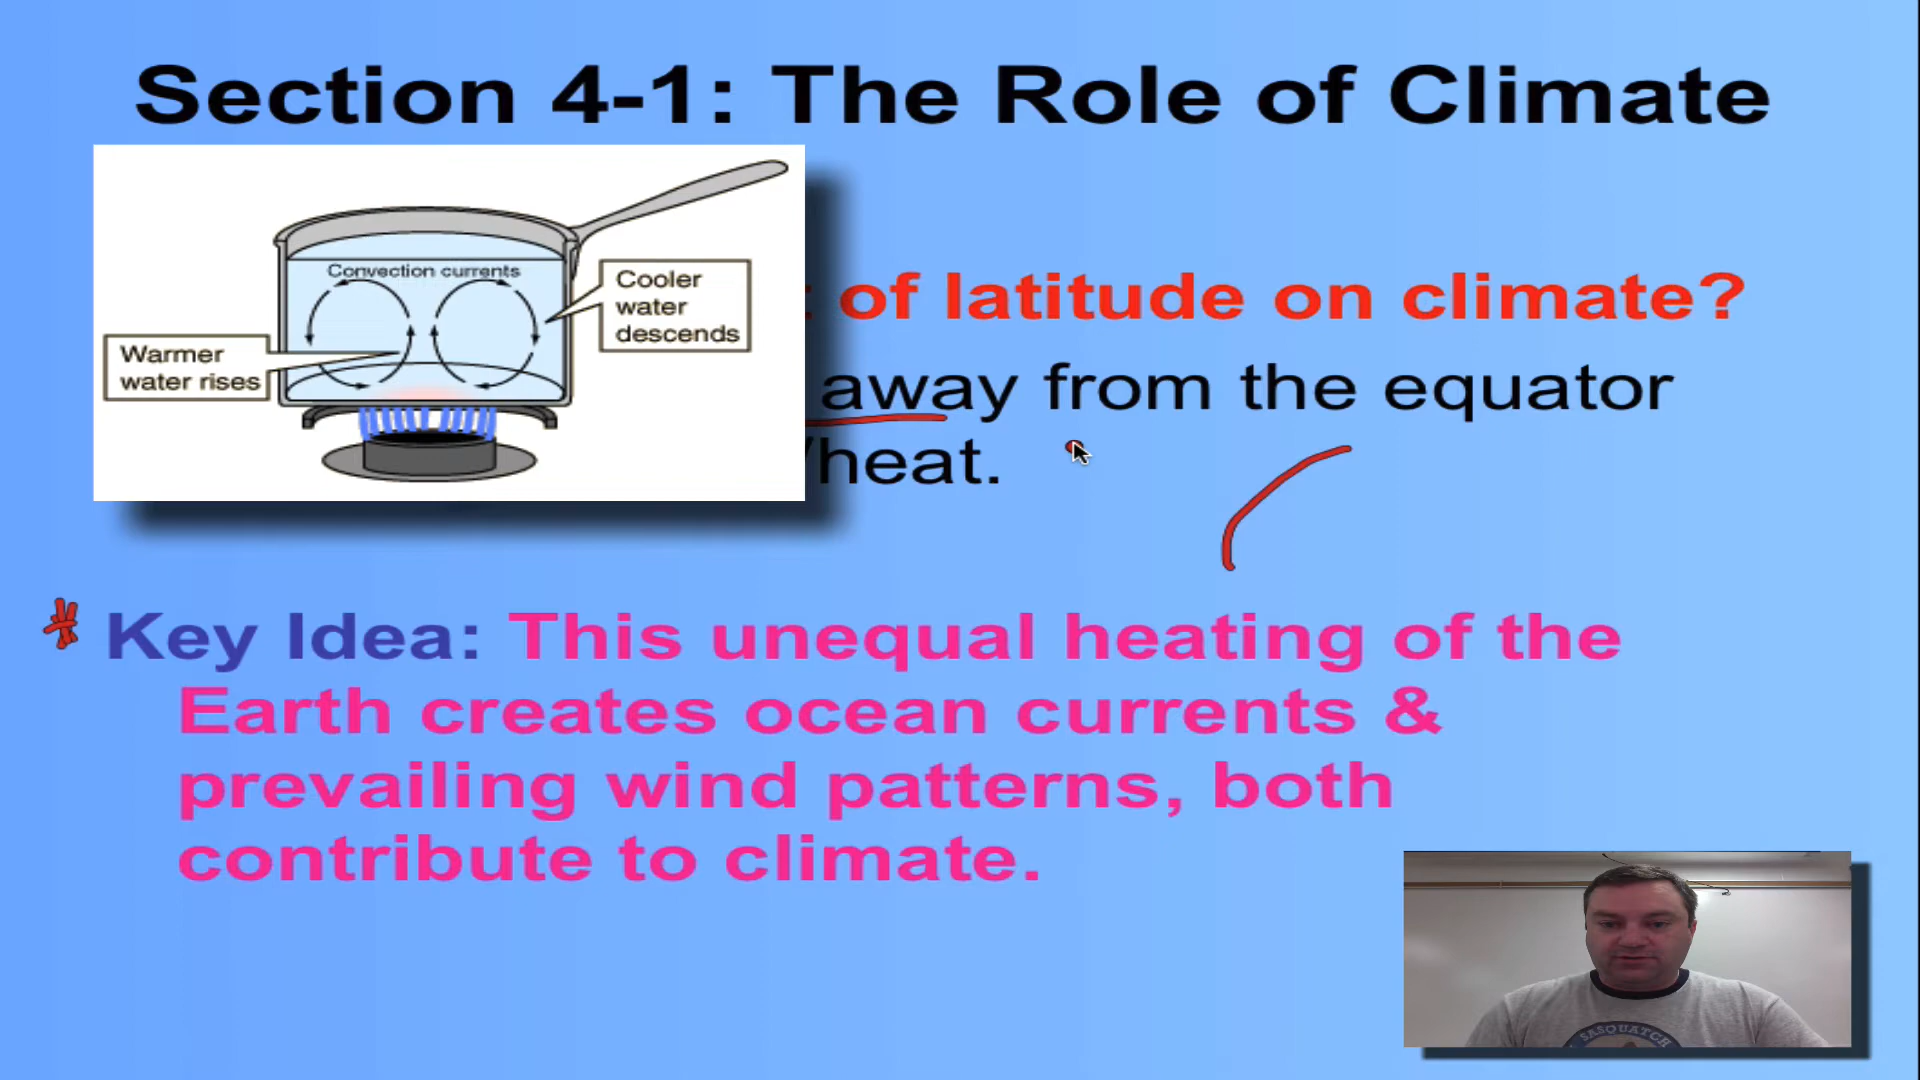 Section 4-1: The Role of Climate
Convection currents
Cooler
water
descends
Warmer
water rises
of latitude on climate?
away from the equator
/heat.
Key Idea: This unequal heating of the
Earth creates ocean currents &
prevailing wind patterns, both
contribute to climate.
SASQUATCH